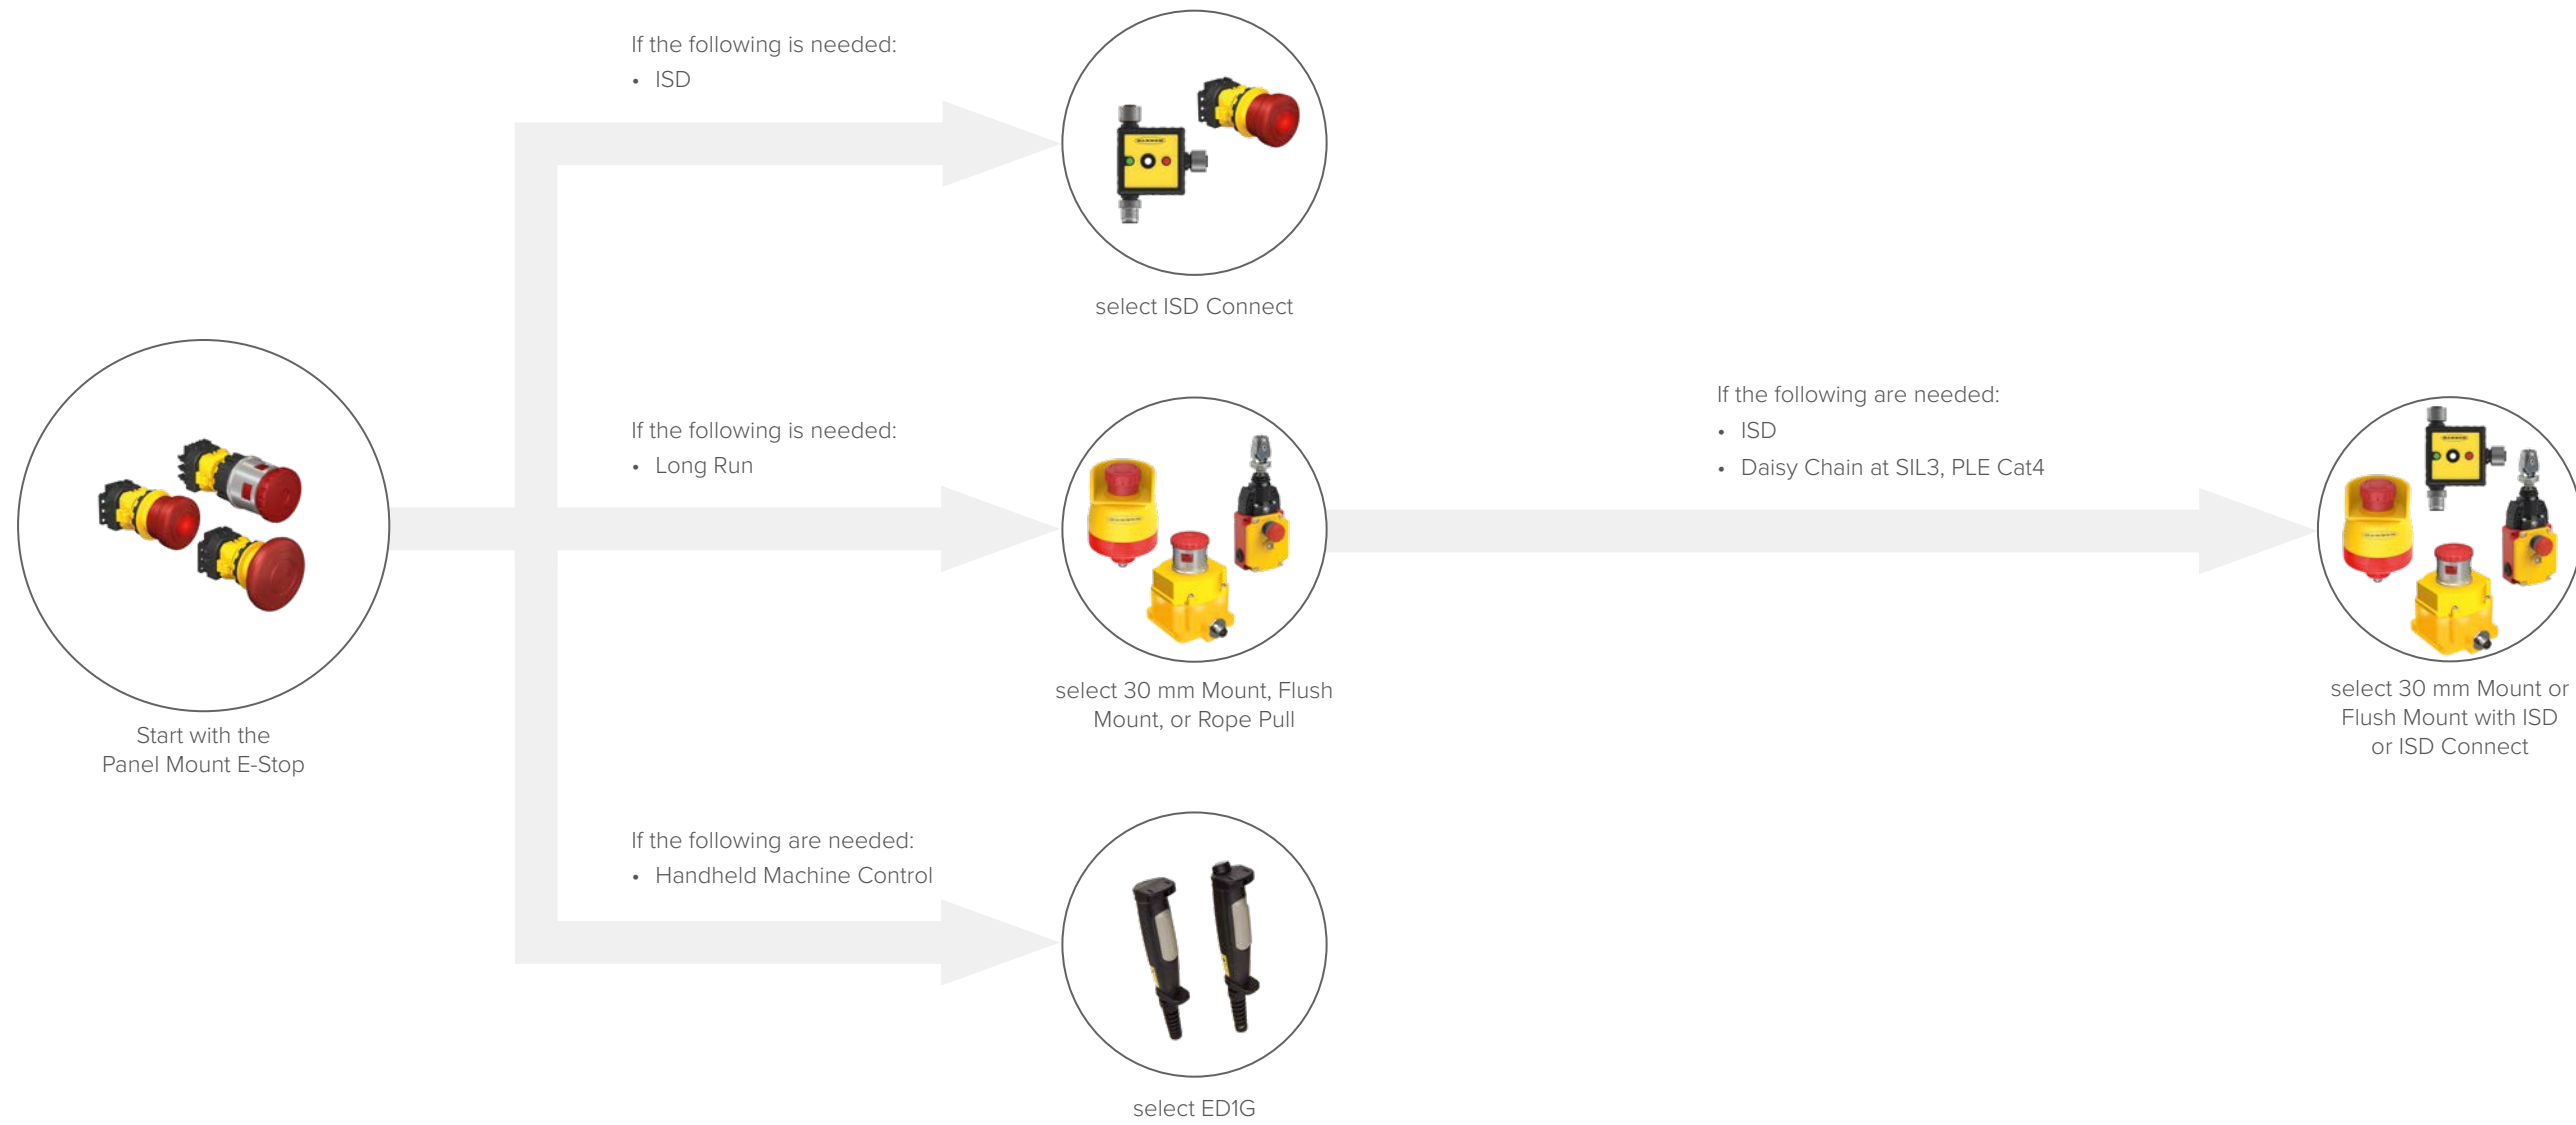 If the following is needed:
• ISD
select ISD Connect
Start with the
Panel Mount E-Stop
If the following is needed:
• Long Run
select 30 mm Mount, Flush
Mount, or Rope Pull
If the following are needed:
• ISD
• Daisy Chain at SIL3, PLE Cat4
select 30 mm Mount or
Flush Mount with ISD
or ISD Connect
If the following are needed:
• Handheld Machine Control
select ED1G